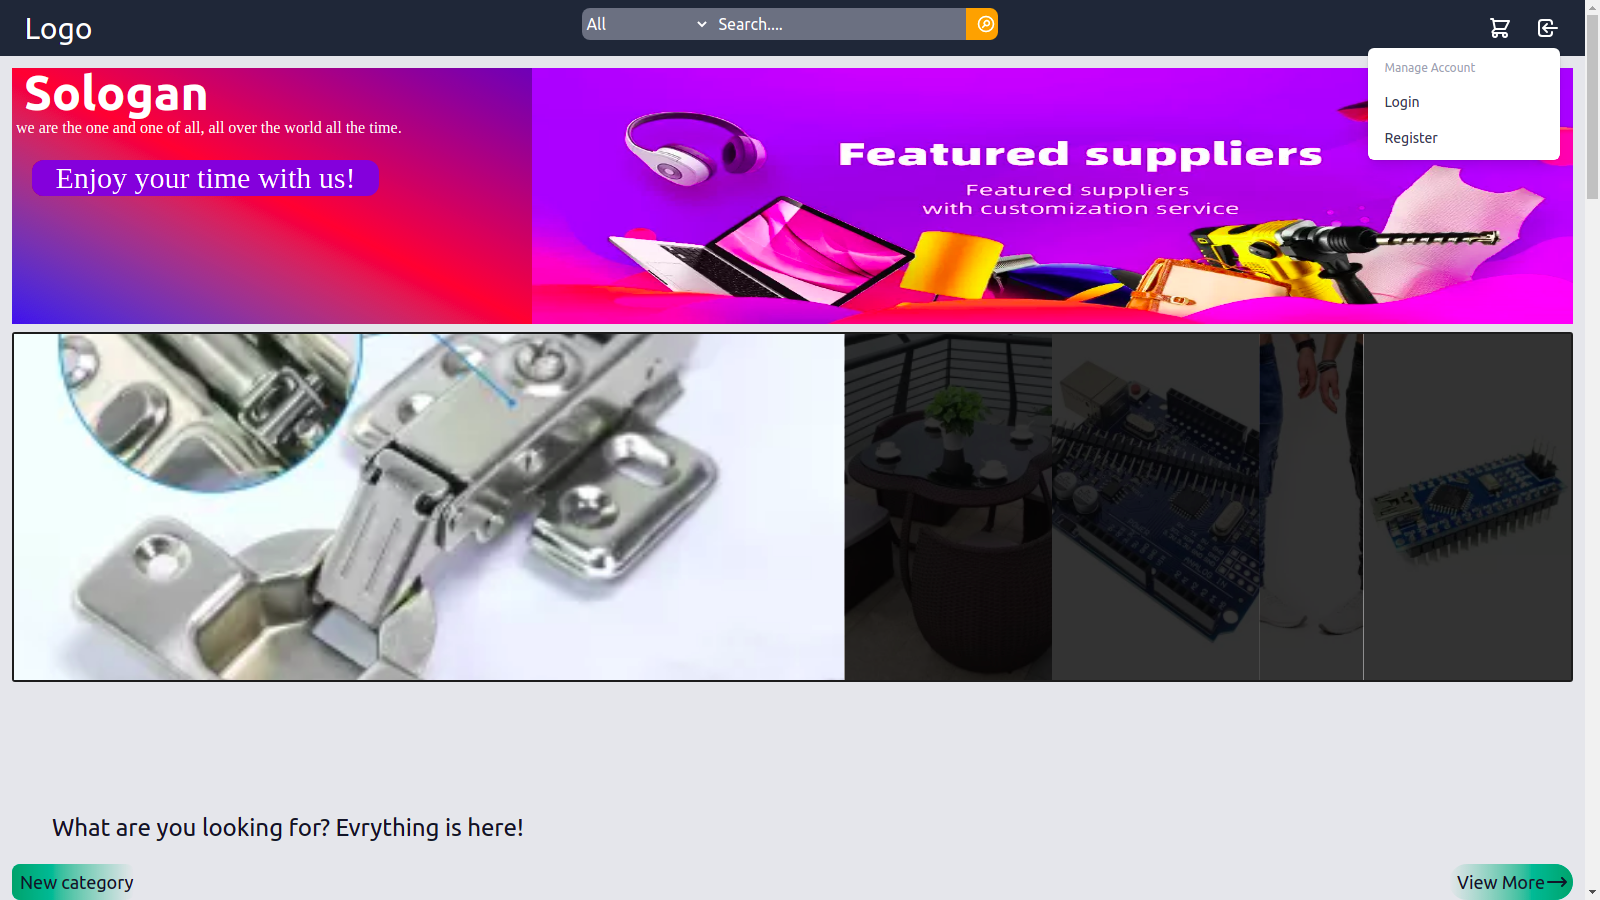 Logo
All
Search....
Manage Account
Login
Register
Sologan
we are the one and one of all, all over the world all the time.
Enjoy your time with us!
Featured suppliers
Featured suppliers
with customization service
What are you looking for? Evrything is here!
New category
View More